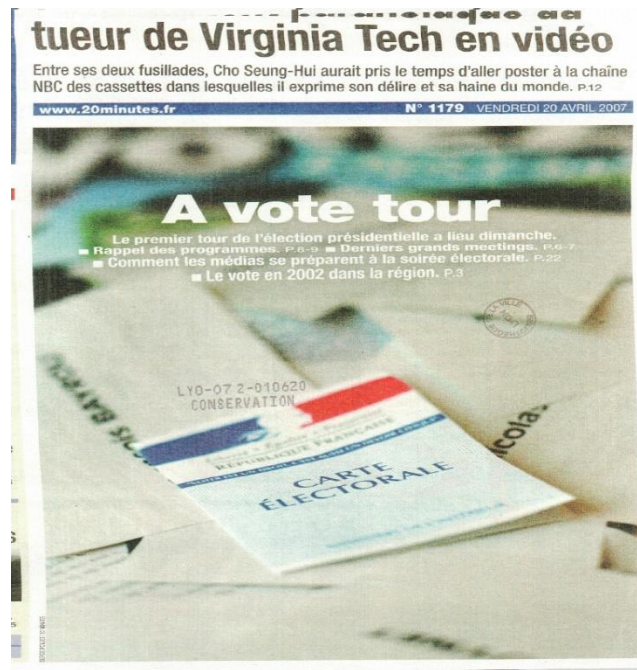 tueur de Virginia Tech en vidéo
Entre ses deux fusillades, Cho Seung-Hui aurait pris le temps d'aller poster à la chaîne
NBC des cassettes dans lesquelles il exprime son délire et sa haine du monde. P.12
www.20minutes.fr N° 1179 VENDREDI 20 AVRIL 2007
A vote tour
Le premier tour de l'élection présidentielle a lieu dimanche.
■ Rappel des programmes. P.6-9 ■ Derniers grands meetings. P.6-7
■ Comment les médias se préparent à la soirée électorale. P.22
■ Le vote en 2002 dans la région. P.3
LYO-07 2-010620
CONSERVATION
BAYROU
icolas
RÉPUBLIQUE FRANÇAISE
CARTE
ÉLECTORALE